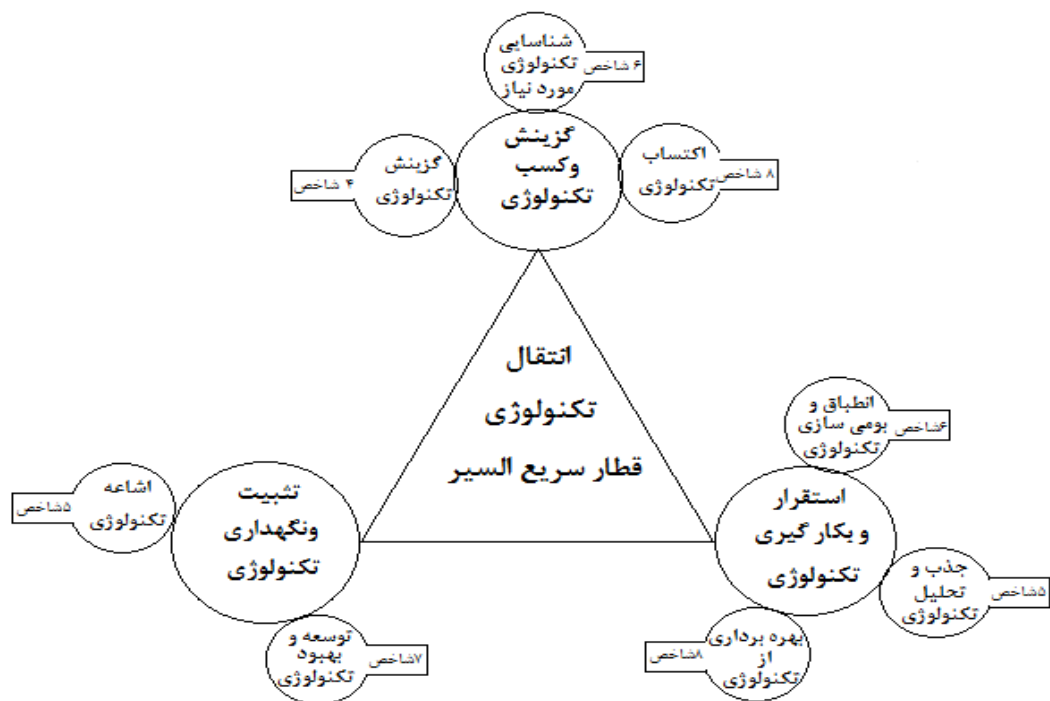 شناسایی
تکنولوژی
مورد نیاز
۶ شاخص
گزینش
وکسب
تکنولوژی
اکتساب
تکنولوژی
۸ شاخص
گزینش
تکنولوژی
۴ شاخص
انتقال
تکنولوژی
قطار سریع السیر
انطباق و
بومی سازی
تکنولوژی
۶شاخص
استقرار
و بکار گیری
تکنولوژی
جذب و
تحلیل
تکنولوژی
۵شاخص
بهره برداری
از
تکنولوژی
۸شاخص
تثبیت
ونگهداری
تکنولوژی
اشاعه
تکنولوژی
۵شاخص
توسعه و
بهبود
تکنولوژی
۷شاخص